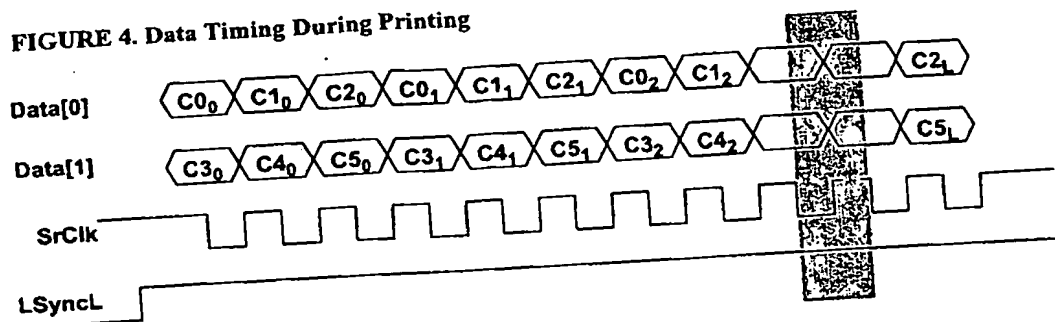 FIGURE 4. Data Timing During Printing
Data[0] C0₀ C1₀ C2₀ C0₁ C1₁ C2₁ C0₂ C1₂ C2L
Data[1] C3₀ C4₀ C5₀ C3₁ C4₁ C5₁ C3₂ C4₂ C5L
SrClk
LSyncL